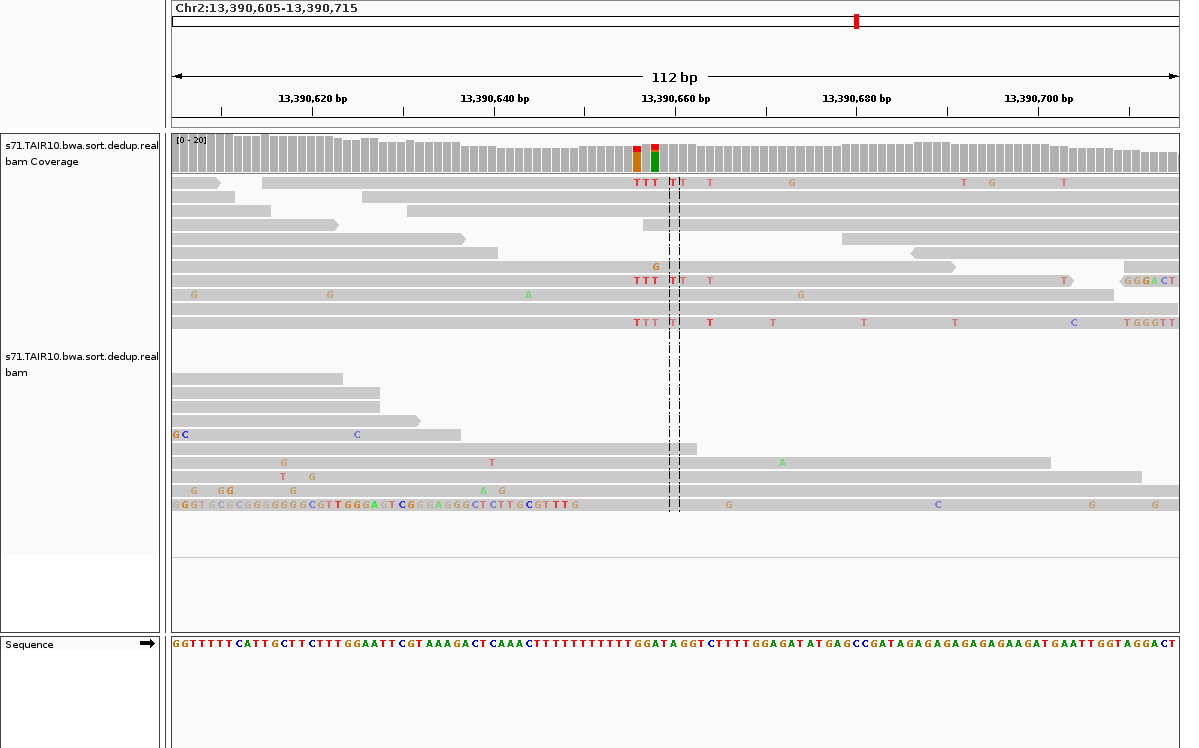 Chr2:13,390,605-13,390,715
112 bp
13,390,620 bp 13,390,640 bp 13,390,660 bp 13,390,680 bp 13,390,700 bp
s71.TAIR10.bwa.sort.dedup.real
bam Coverage
[0 - 20]
T T T T T T G T G T
G
T T T T T T T G G G A C T
G G A G
T T T T T T T T C T G G G T T
s71.TAIR10.bwa.sort.dedup.real
bam
G C C
G T A
T G
G G G G A G
GGGTGCGCGGGGGGGCGTTGGGAGTCGGGAGGGCTCTTGCGTTTG G C G G
Sequence
GGTTTTTCATTGCTTCTTTGGAATTCGTAAAGACTCAAACTTTTTTTTTTTGGATAGGTCTTTTGGAGATATGAGCCGATAGAGAGAGAGAGAAGATGAATTGGTAGGACT